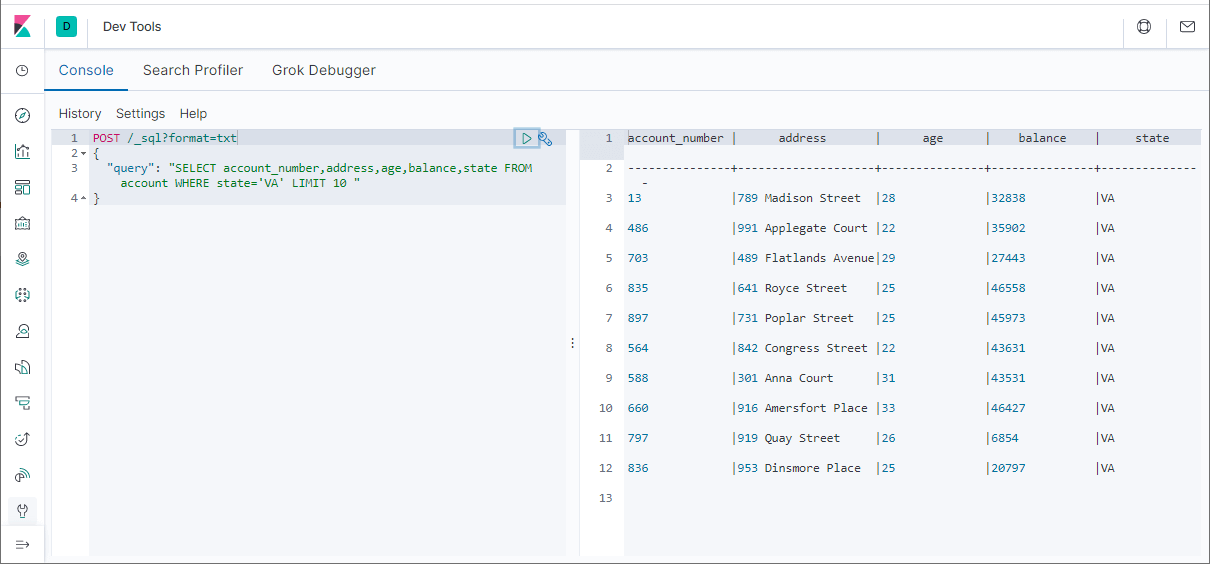 D Dev Tools
Console Search Profiler Grok Debugger
History Settings Help
1 POST /_sql?format=txt
2 {
3 "query": "SELECT account_number,address,age,balance,state FROM
account WHERE state='VA' LIMIT 10 "
4 }
1 account_number | address | age | balance | state
2 ---------------+-------------------+---------------+---------------+-------------
-
3 13 |789 Madison Street |28 |32838 |VA
4 486 |991 Applegate Court |22 |35902 |VA
5 703 |489 Flatlands Avenue|29 |27443 |VA
6 835 |641 Royce Street |25 |46558 |VA
7 897 |731 Poplar Street |25 |45973 |VA
8 564 |842 Congress Street |22 |43631 |VA
9 588 |301 Anna Court |31 |43531 |VA
10 660 |916 Amersfort Place |33 |46427 |VA
11 797 |919 Quay Street |26 |6854 |VA
12 836 |953 Dinsmore Place |25 |20797 |VA
13